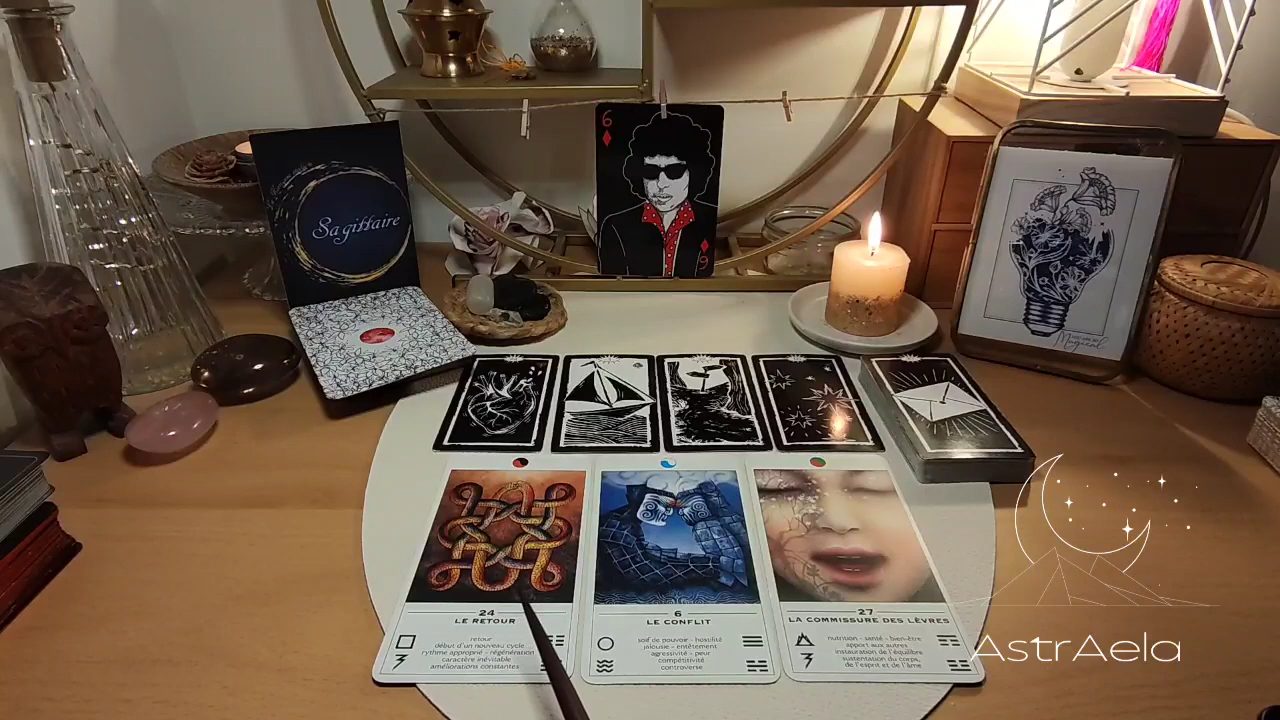 6
Sagittaire
6
Magical
24
LE RETOUR
retour
début d'un nouveau cycle
rythme approprié - régénération
caractère inévitable
améliorations constantes
6
LE CONFLIT
soif de pouvoir - hostilité
jalousie - entêtement
agressivité - peur
compétitivité
controverse
27
LA COMMISSURE DES LÈVRES
nutrition - santé - bien-être
apport aux autres
instauration de l'équilibre
sustentation du corps,
de l'esprit et de l'âme
AstrAela